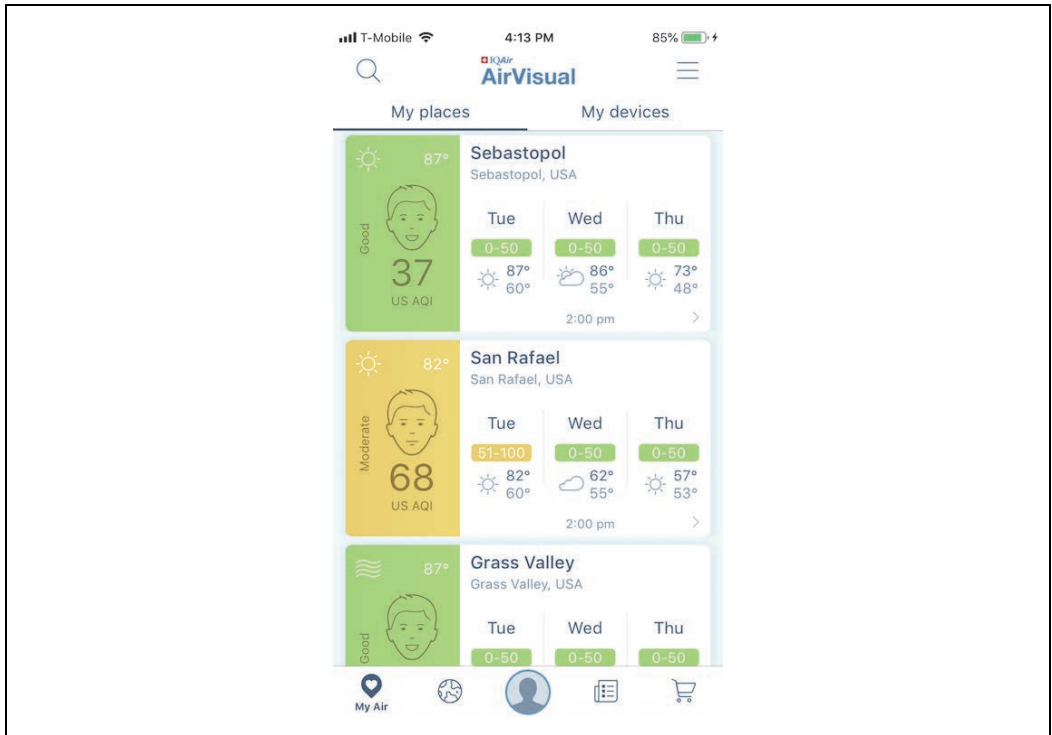 T-Mobile 4:13 PM 85%
IQAir
AirVisual
My places My devices
87°
Good
37
US AQI
Sebastopol
Sebastopol, USA
Tue Wed Thu
0-50 0-50 0-50
87° 86° 73°
60° 55° 48°
2:00 pm
82°
Moderate
68
US AQI
San Rafael
San Rafael, USA
Tue Wed Thu
51-100 0-50 0-50
82° 62° 57°
60° 55° 53°
2:00 pm
87°
Good
Grass Valley
Grass Valley, USA
Tue Wed Thu
0-50 0-50 0-50
My Air